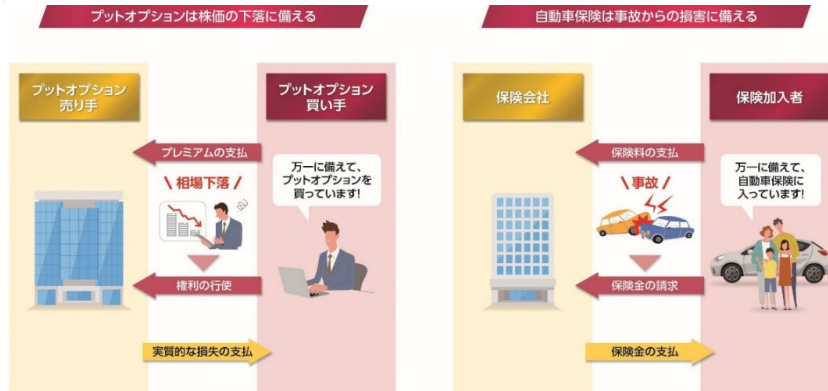 プットオプションは株価の下落に備える
プットオプション
売り手
プットオプション
買い手
プレミアムの支払
相場下落
万一に備えて、
プットオプションを
買っています!
権利の行使
実質的な損失の支払
自動車保険は事故からの損害に備える
保険会社
保険加入者
保険料の支払
事故
万一に備えて、
自動車保険に
入っています!
保険金の請求
保険金の支払